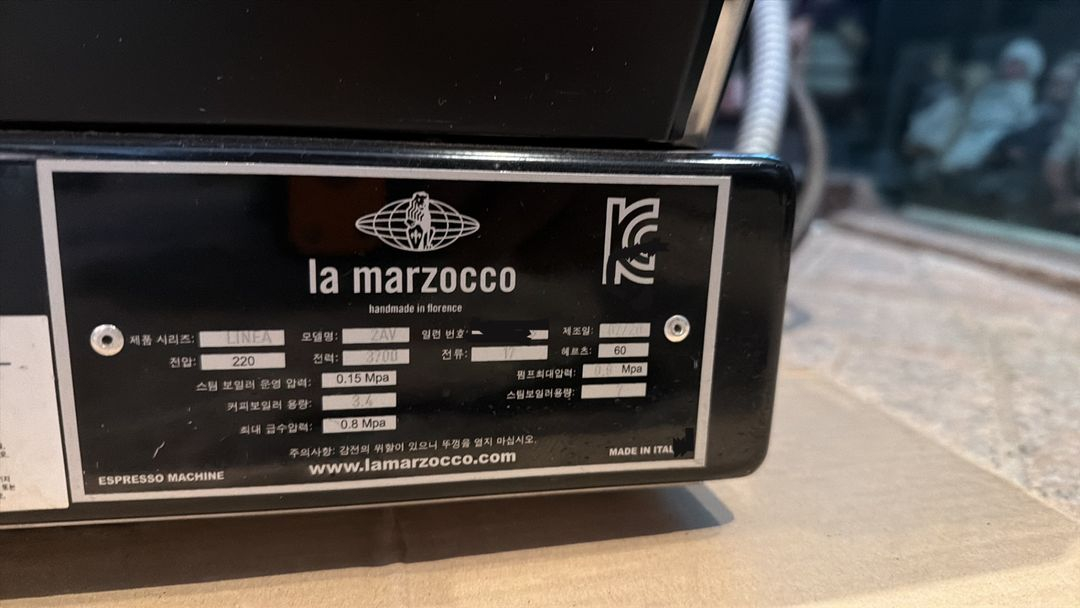 la marzocco
handmade in florence
제품 시리즈: LINEA 모델명: 2AV 일련 번호: 제조일:
전압: 220 전력: 3700 전류: 17 헤르츠: 60
스팀 보일러 운영 압력: 0.15 Mpa 펌프최대압력: Mpa
커피보일러 용량: 3.4 스팀보일러용량: 7
최대 급수압력: 0.8 Mpa
주의사항: 감전의 위험이 있으니 뚜껑을 열지 마십시오.
ESPRESSO MACHINE www.lamarzocco.com MADE IN